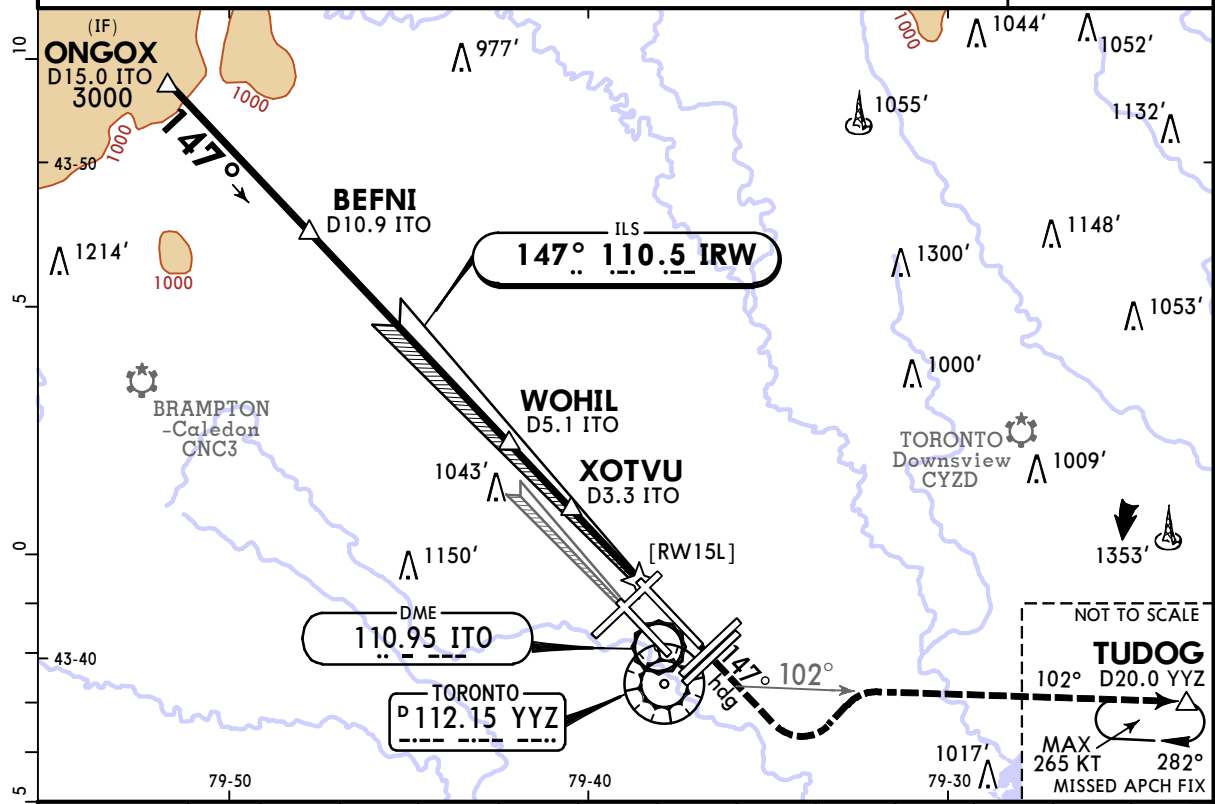 (IF)
ONGOX
D15.0 ITO
3000
1000
1000
977'
1000
1044'
1052'
1055'
1132'
10
43-50
147°
BEFNI
D10.9 ITO
ILS
147° 110.5 IRW
1214'
1000
1300'
1148'
1053'
5
1000'
BRAMPTON
-Caledon
CNC3
WOHIL
D5.1 ITO
TORONTO
Downsview
CYZD
1009'
1043'
XOTVU
D3.3 ITO
0
1150'
[RW15L]
1353'
DME
110.95 ITO
43-40
TORONTO
D 112.15 YYZ
147°
hdg
102°
NOT TO SCALE
TUDOG
D20.0 YYZ
102°
MAX
265 KT
282°
MISSED APCH FIX
1017'
5
79-50
79-40
79-30